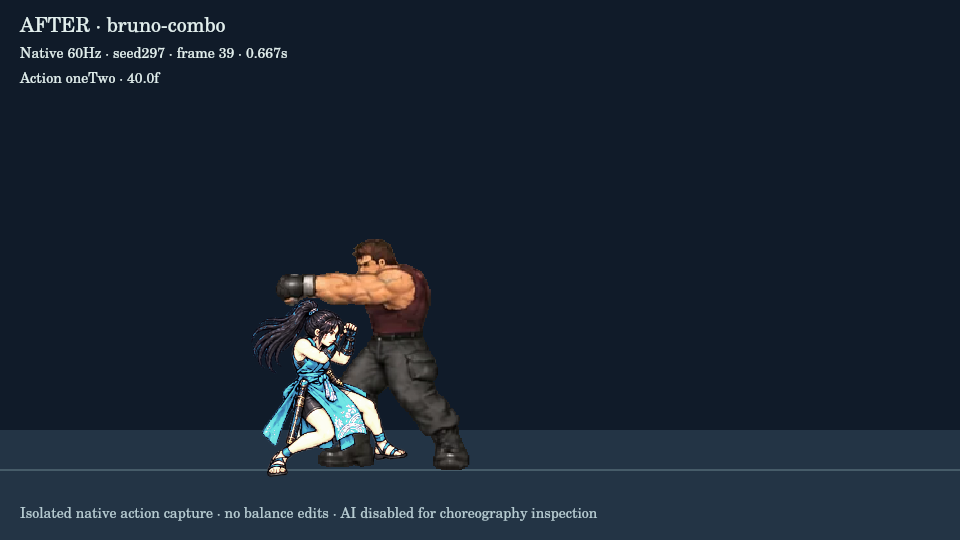 AFTER · bruno-combo
Native 60Hz · seed297 · frame 39 · 0.667s
Action oneTwo · 40.0f
Isolated native action capture · no balance edits · AI disabled for choreography inspection